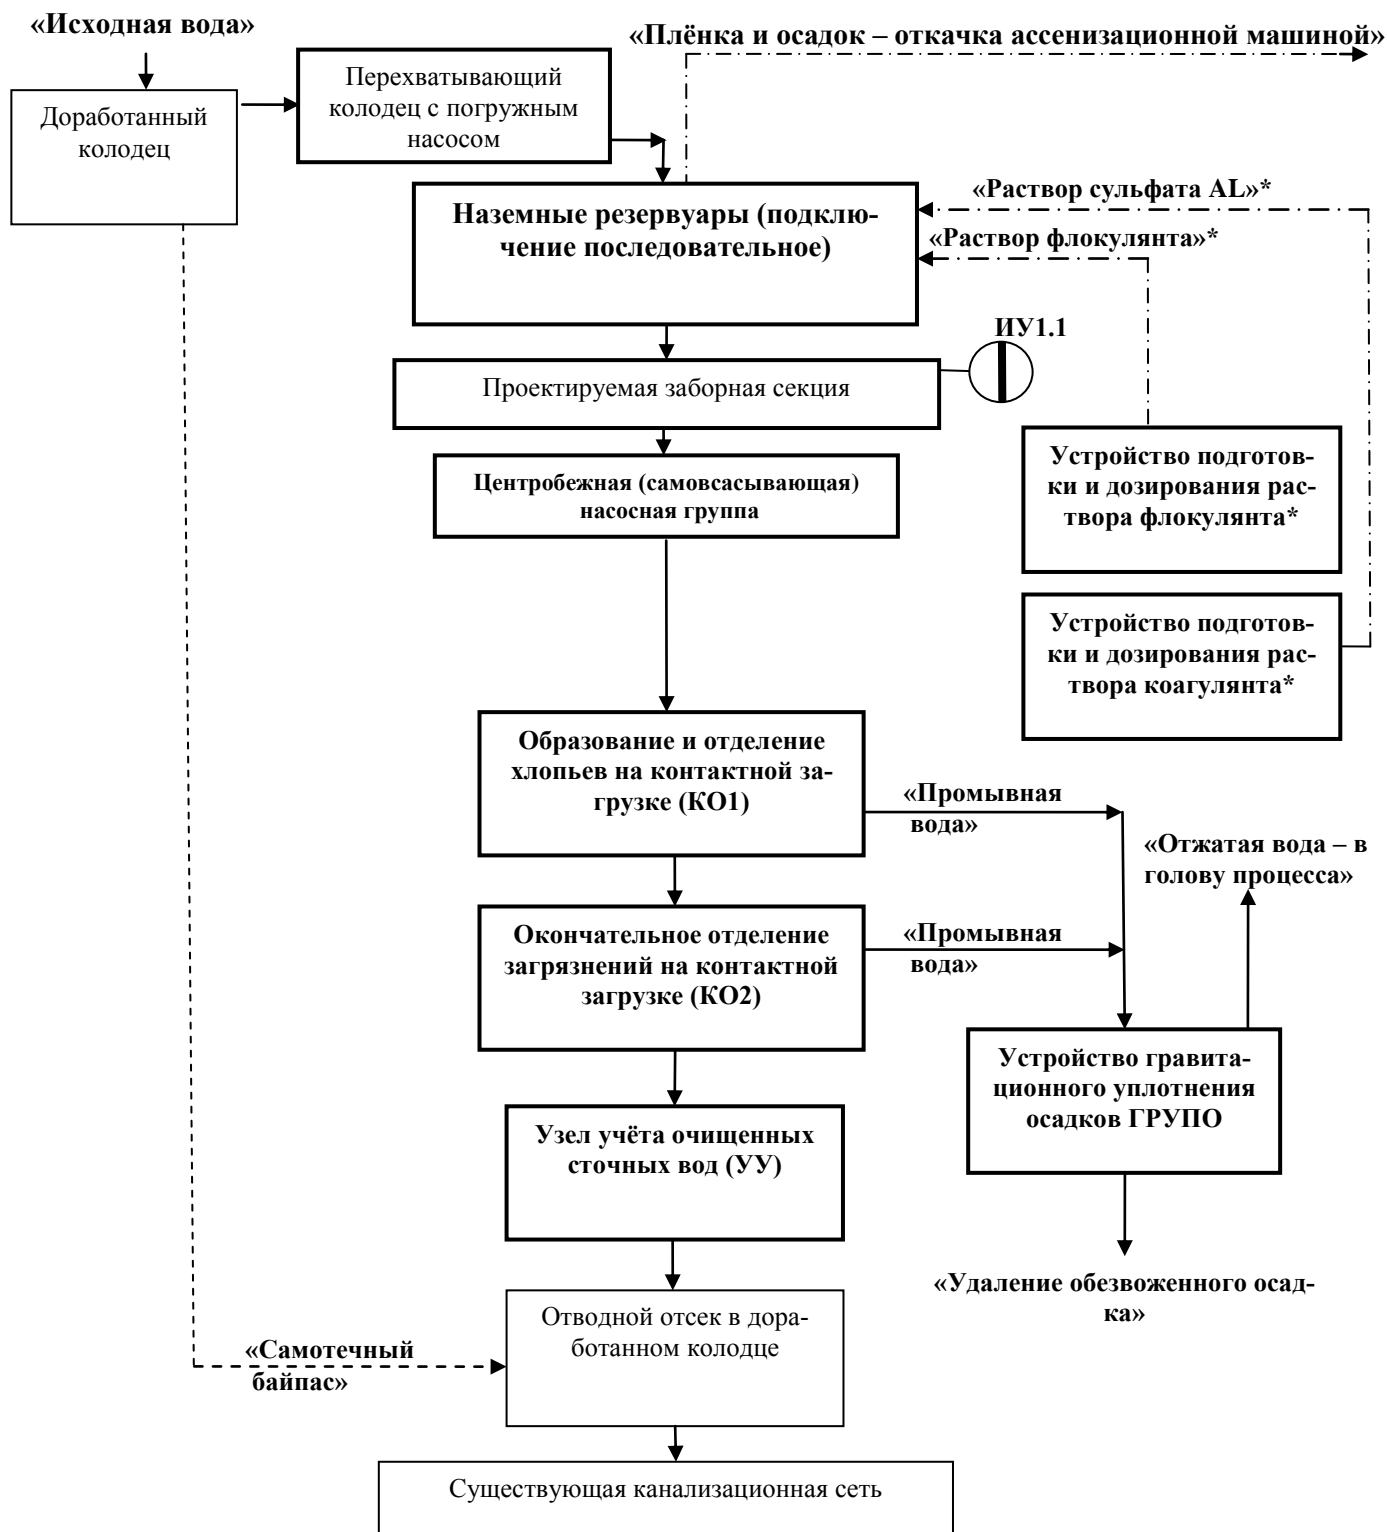 «Исходная вода»
«Плёнка и осадок – откачка ассенизационной машиной»
Перехватывающий
колодец с погружным
насосом
Доработанный
колодец
«Раствор сульфата AL»*
Наземные резервуары (подклю-
чение последовательное)
«Раствор флокулянта»*
ИУ1.1
Проектируемая заборная секция
Центробежная (самовсасывающая)
насосная группа
Устройство подготов-
ки и дозирования рас-
твора флокулянта*
Устройство подготов-
ки и дозирования рас-
твора коагулянта*
Образование и отделение
хлопьев на контактной за-
грузке (КО1)
«Промывная
вода»
«Отжатая вода – в
голову процесса»
Окончательное отделение
загрязнений на контактной
загрузке (КО2)
«Промывная
вода»
Устройство гравита-
ционного уплотнения
осадков ГРУПО
Узел учёта очищенных
сточных вод (УУ)
«Удаление обезвоженного осад-
ка»
Отводной отсек в дора-
ботанном колодце
«Самотечный
байпас»
Существующая канализационная сеть